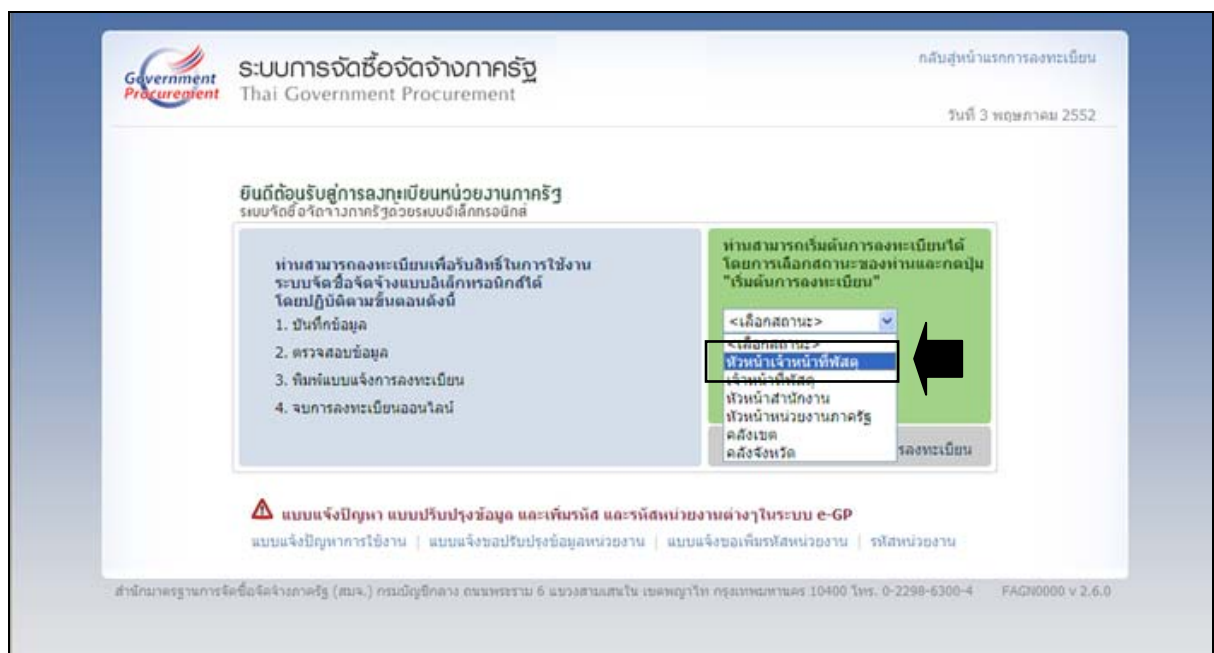 Government
Procurement
ระบบการจัดซื้อจัดจ้างภาครัฐ
Thai Government Procurement
กลับสู่หน้าแรกการลงทะเบียน
วันที่ 3 พฤษภาคม 2552
ยินดีต้อนรับสู่การลงทะเบียนหน่วยงานภาครัฐ
ระบบจัดซื้อจัดจ้างภาครัฐด้วยระบบอิเล็กทรอนิกส์
ท่านสามารถลงทะเบียนเพื่อรับสิทธิ์ในการใช้งาน
ระบบจัดซื้อจัดจ้างแบบอิเล็กทรอนิกส์ได้
โดยปฏิบัติตามขั้นตอนดังนี้
1. บันทึกข้อมูล
2. ตรวจสอบข้อมูล
3. พิมพ์แบบแจ้งการลงทะเบียน
4. จบการลงทะเบียนออนไลน์
ท่านสามารถเริ่มต้นการลงทะเบียนได้
โดยการเลือกสถานะของท่านและกดปุ่ม
"เริ่มต้นการลงทะเบียน"
<เลือกสถานะ>
<เลือกสถานะ>
หัวหน้าเจ้าหน้าที่พัสดุ
เจ้าหน้าที่พัสดุ
หัวหน้าสำนักงาน
หัวหน้าหน่วยงานภาครัฐ
คลังเขต
คลังจังหวัด
รลงทะเบียน
แบบแจ้งปัญหา แบบปรับปรุงข้อมูล และเพิ่มรหัส และรหัสหน่วยงานต่างๆในระบบ e-GP
แบบแจ้งปัญหาการใช้งาน | แบบแจ้งขอปรับปรุงข้อมูลหน่วยงาน | แบบแจ้งขอเพิ่มรหัสหน่วยงาน | รหัสหน่วยงาน
สำนักมาตรฐานการจัดซื้อจัดจ้างภาครัฐ (สมจ.) กรมบัญชีกลาง ถนนพระราม 6 แขวงสามเสนใน เขตพญาไท กรุงเทพมหานคร 10400 โทร. 0-2298-6300-4 FAGN0000 v 2.6.0